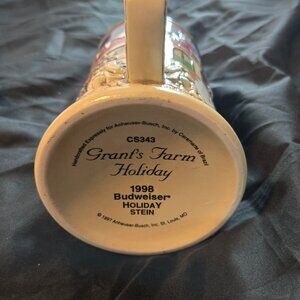 Handcrafted Expressly for Anheuser-Busch, Inc. by Ceramarte of Brazil
CS343
Grant's Farm
Holiday
1998
Budweiser®
HOLIDAY
STEIN
© 1997 Anheuser-Busch, Inc. St. Louis, MO